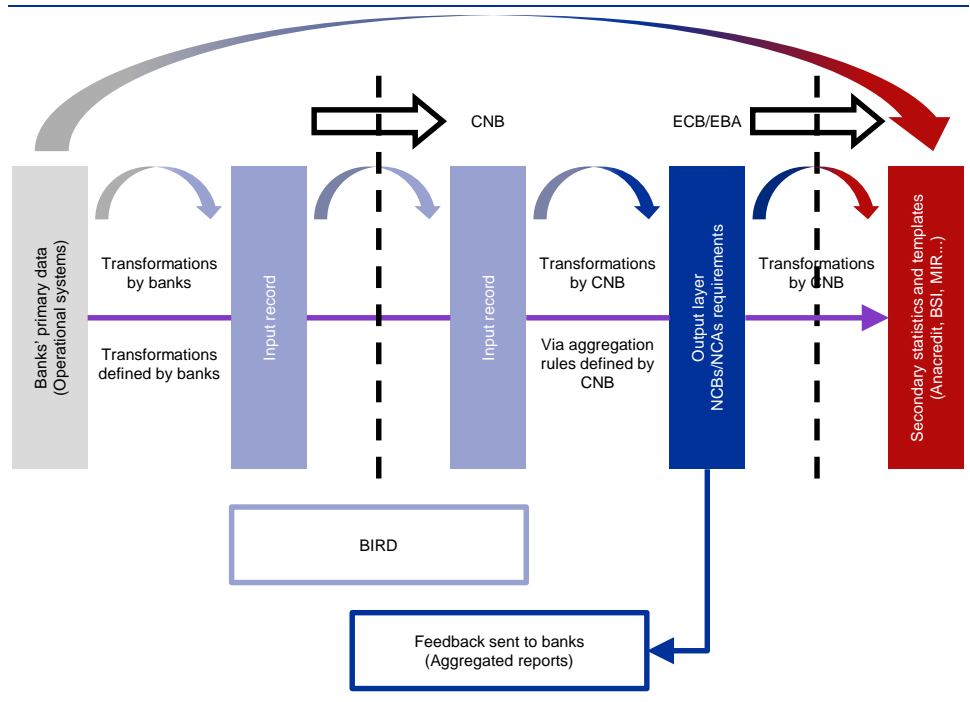 CNB
ECB/EBA
Banks' primary data
(Operational systems)
Transformations
by banks
Transformations
defined by banks
Input record
Input record
Transformations
by CNB
Via aggregation
rules defined by
CNB
Output layer
NCBs/NCAs requirements
Transformations
by CNB
Secondary statistics and templates
(Anacredit, BSI, MIR...)
BIRD
Feedback sent to banks
(Aggregated reports)